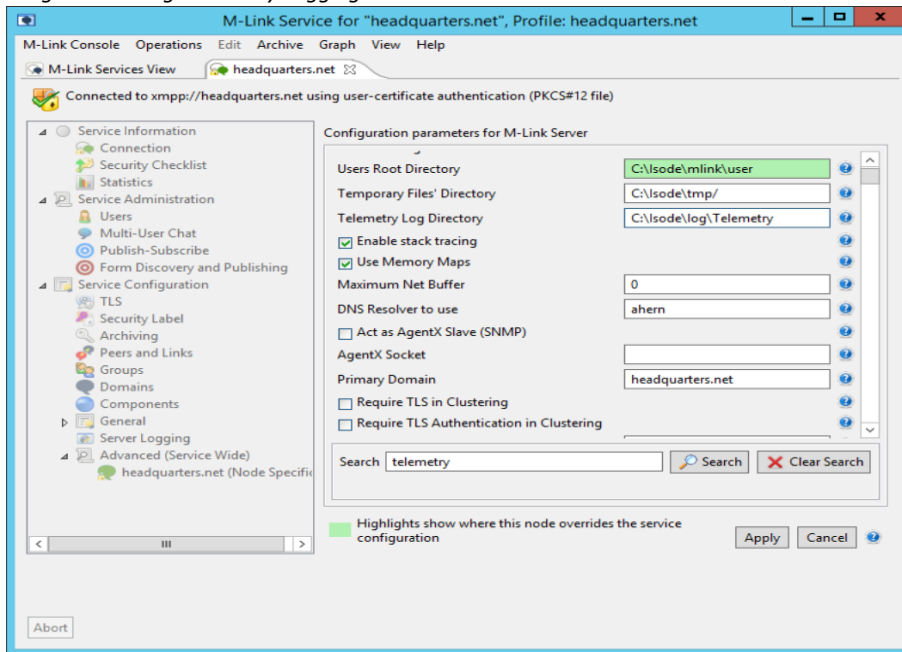 M-Link Service for "headquarters.net", Profile: headquarters.net
M-Link Console Operations Edit Archive Graph View Help
M-Link Services View headquarters.net
Connected to xmpp://headquarters.net using user-certificate authentication (PKCS#12 file)
Service Information
Connection
Security Checklist
Statistics
Service Administration
Users
Multi-User Chat
Publish-Subscribe
Form Discovery and Publishing
Service Configuration
TLS
Security Label
Archiving
Peers and Links
Groups
Domains
Components
General
Server Logging
Advanced (Service Wide)
headquarters.net (Node Specific
Configuration parameters for M-Link Server
Users Root Directory C:\Isode\mlink\user
Temporary Files' Directory C:\Isode\tmp/
Telemetry Log Directory C:\Isode\log\Telemetry
Enable stack tracing
Use Memory Maps
Maximum Net Buffer 0
DNS Resolver to use ahern
Act as AgentX Slave (SNMP)
AgentX Socket
Primary Domain headquarters.net
Require TLS in Clustering
Require TLS Authentication in Clustering
Search telemetry Search Clear Search
Highlights show where this node overrides the service
configuration
Apply Cancel
Abort